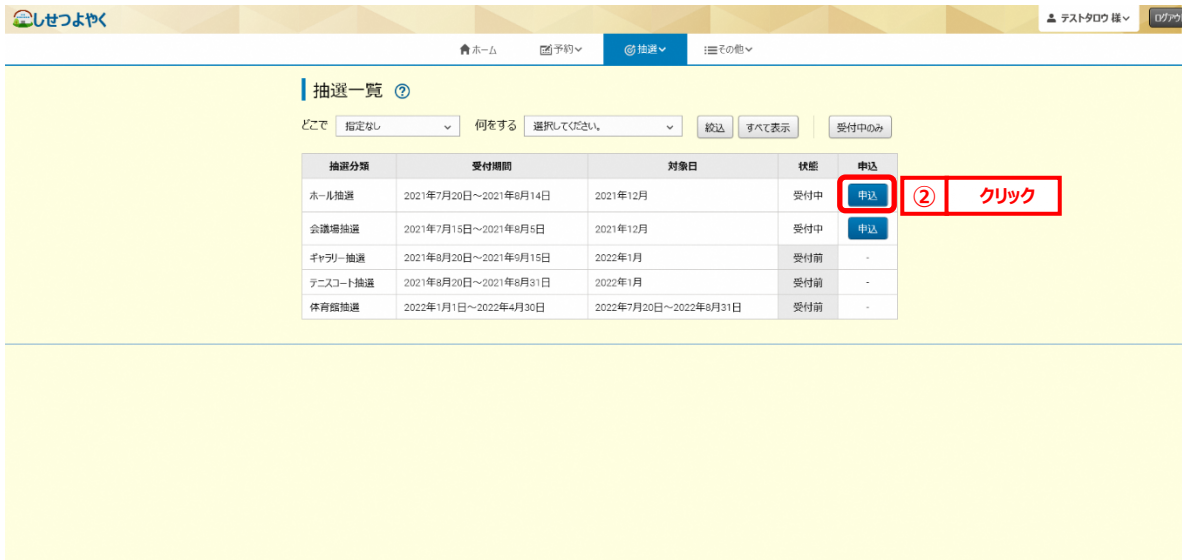 しせつよやく
テストタロウ 様
ログアウ
ホーム 予約 抽選 その他
抽選一覧 ?
どこで 指定なし 何をする 選択してください。 絞込 すべて表示 受付中のみ
抽選分類 受付期間 対象日 状態 申込
ホール抽選 2021年7月20日～2021年8月14日 2021年12月 受付中 申込 ② クリック
会議場抽選 2021年7月15日～2021年8月5日 2021年12月 受付中 申込
ギャラリー抽選 2021年8月20日～2021年9月15日 2022年1月 受付前 -
テニスコート抽選 2021年8月20日～2021年8月31日 2022年1月 受付前 -
体育館抽選 2022年1月1日～2022年4月30日 2022年7月20日～2022年8月31日 受付前 -